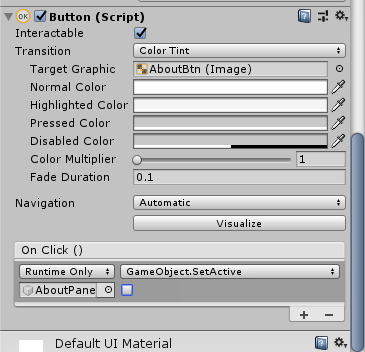 OK Button (Script)
Interactable
Transition Color Tint
Target Graphic AboutBtn (Image)
Normal Color
Highlighted Color
Pressed Color
Disabled Color
Color Multiplier 1
Fade Duration 0.1
Navigation Automatic
Visualize
On Click ()
Runtime Only GameObject.SetActive
AboutPane
+ -
Default UI Material